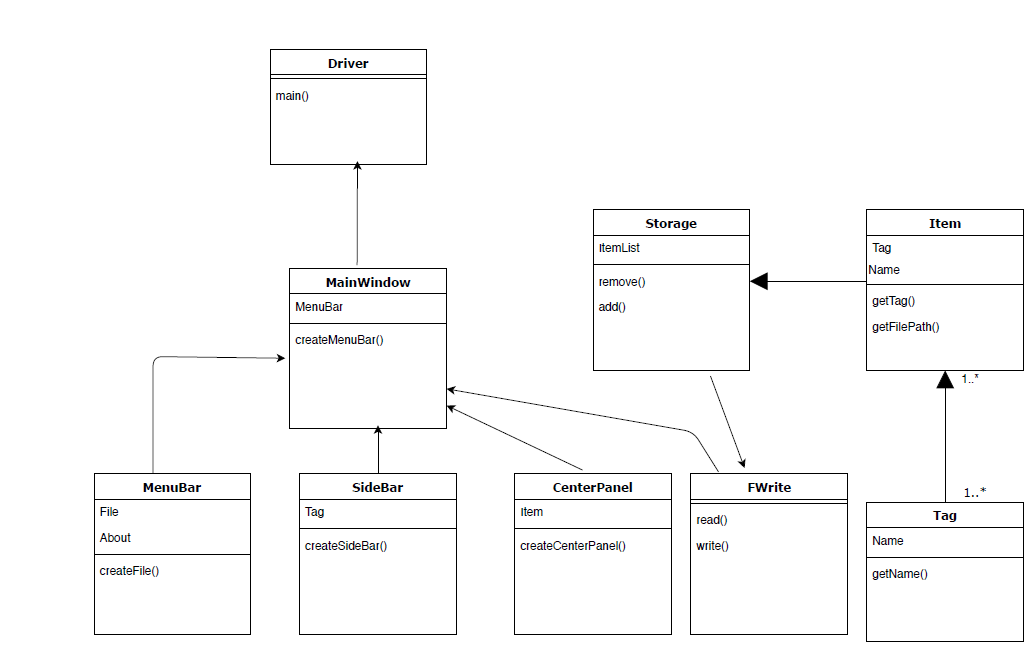 Driver
main()
Storage
ItemList
remove()
add()
Item
Tag
Name
getTag()
getFilePath()
MainWindow
MenuBar
createMenuBar()
1..*
1..*
MenuBar
File
About
createFile()
SideBar
Tag
createSideBar()
CenterPanel
Item
createCenterPanel()
FWrite
read()
write()
Tag
Name
getName()